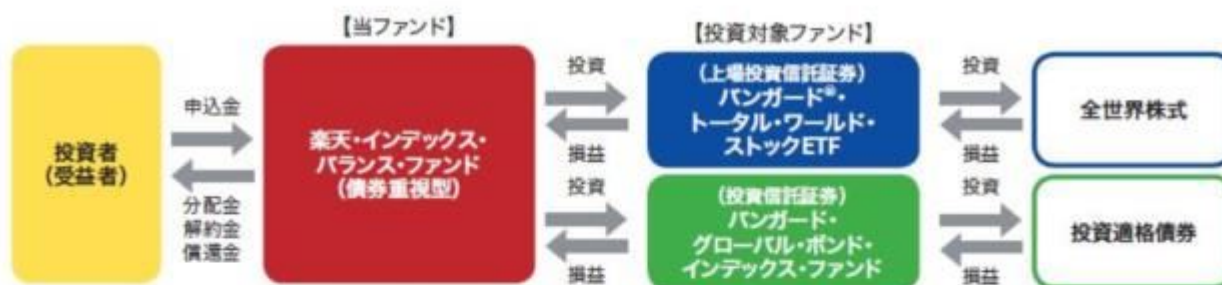 【当ファンド】
【投資対象ファンド】
投資者
(受益者)
申込金
分配金
解約金
償還金
楽天・インデックス・
バランス・ファンド
(債券重視型)
投資
損益
投資
損益
(上場投資信託証券)
バンガード®・
トータル・ワールド・
ストックETF
(投資信託証券)
バンガード・
グローバル・ボンド・
インデックス・ファンド
投資
損益
投資
損益
全世界株式
投資適格債券